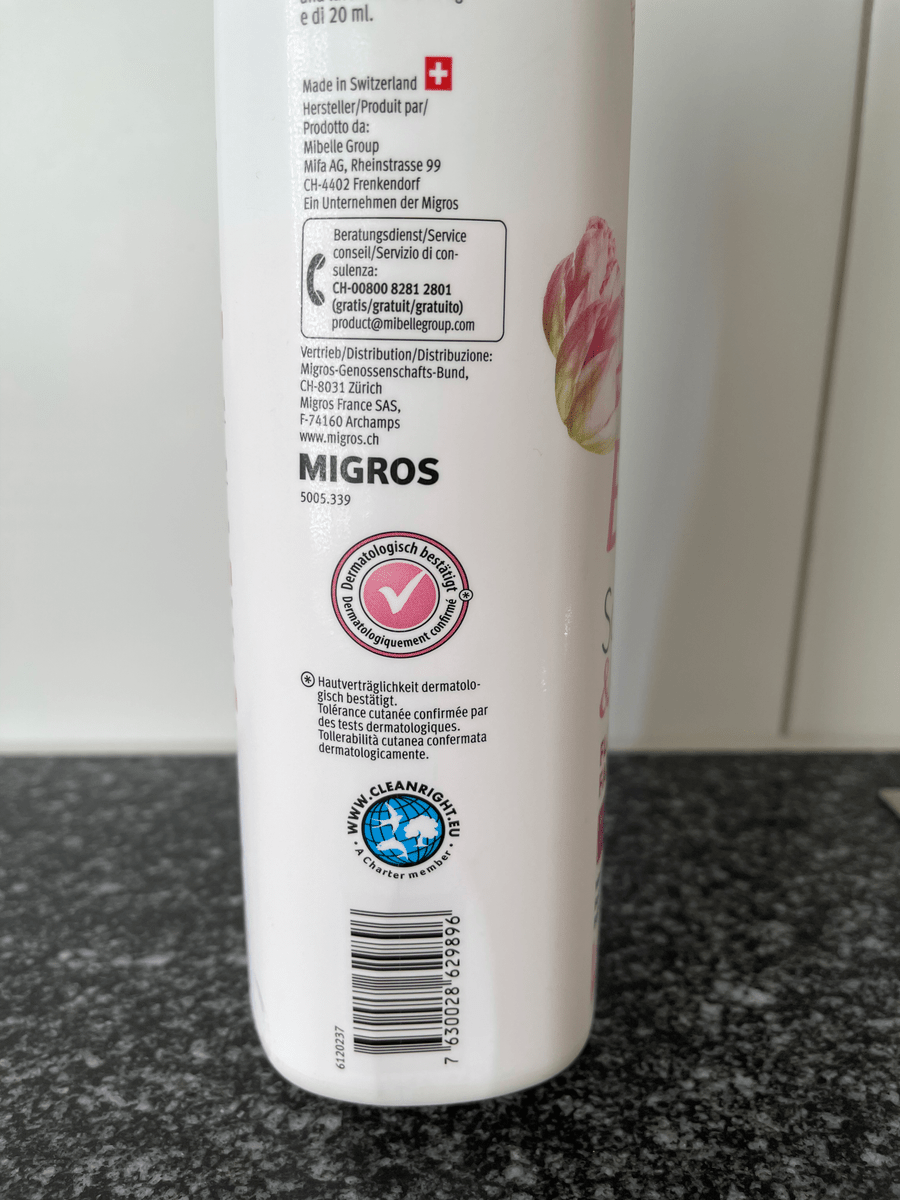 e di 20 ml.
Made in Switzerland
Hersteller/Produit par/
Prodotto da:
Mibelle Group
Mifa AG, Rheinstrasse 99
CH-4402 Frenkendorf
Ein Unternehmen der Migros
Beratungsdienst/Service
conseil/Servizio di con-
sulenza:
CH-00800 8281 2801
(gratis/gratuit/gratuito)
product@mibellegroup.com
Vertrieb/Distribution/Distribuzione:
Migros-Genossenschafts-Bund,
CH-8031 Zürich
Migros France SAS,
F-74160 Archamps
www.migros.ch
MIGROS
5005.339
Dermatologisch bestätigt
Dermatologiquement confirmé
Hautverträglichkeit dermatolo-
gisch bestätigt.
Tolérance cutanée confirmée par
des tests dermatologiques.
Tollerabilità cutanea confermata
dermatologicamente.
WWW.CLEANRIGHT.EU
• A Charter member •
6120237
7 630028 629896